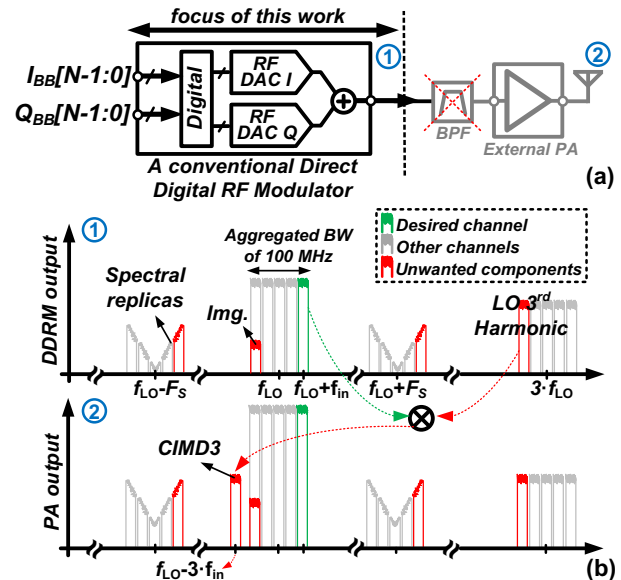 focus of this work
I_BB[N-1:0]
Q_BB[N-1:0]
Digital
RF
DAC I
RF
DAC Q
+
1
2
BPF
External PA
A conventional Direct
Digital RF Modulator
(a)
1
DDRM output
Spectral
replicas
Aggregated BW
of 100 MHz
Img.
Desired channel
Other channels
Unwanted components
LO 3rd
Harmonic
f_LO-F_S
f_LO
f_LO+f_in
f_LO+F_S
3·f_LO
2
PA output
CIMD3
f_LO-3·f_in
(b)